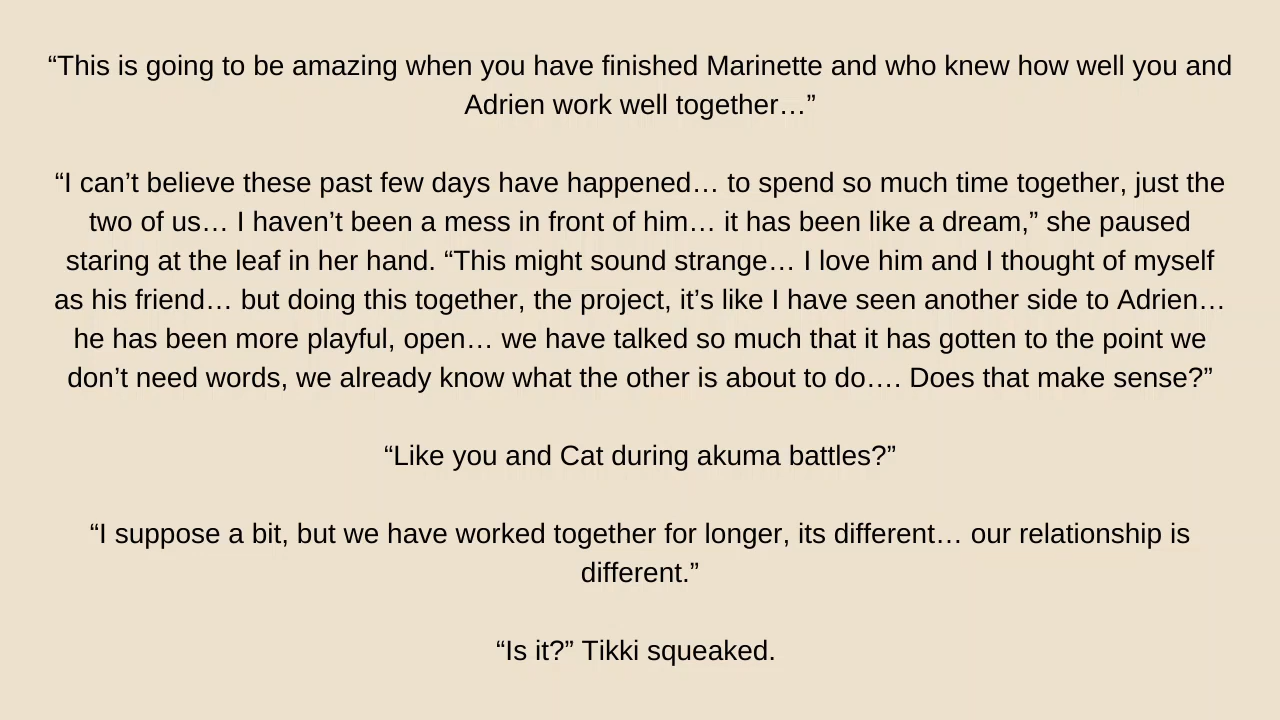 “This is going to be amazing when you have finished Marinette and who knew how well you and
Adrien work well together…”
“I can’t believe these past few days have happened… to spend so much time together, just the
two of us… I haven’t been a mess in front of him… it has been like a dream,” she paused
staring at the leaf in her hand. “This might sound strange… I love him and I thought of myself
as his friend… but doing this together, the project, it’s like I have seen another side to Adrien…
he has been more playful, open… we have talked so much that it has gotten to the point we
don’t need words, we already know what the other is about to do…. Does that make sense?”
“Like you and Cat during akuma battles?”
“I suppose a bit, but we have worked together for longer, its different… our relationship is
different.”
“Is it?” Tikki squeaked.